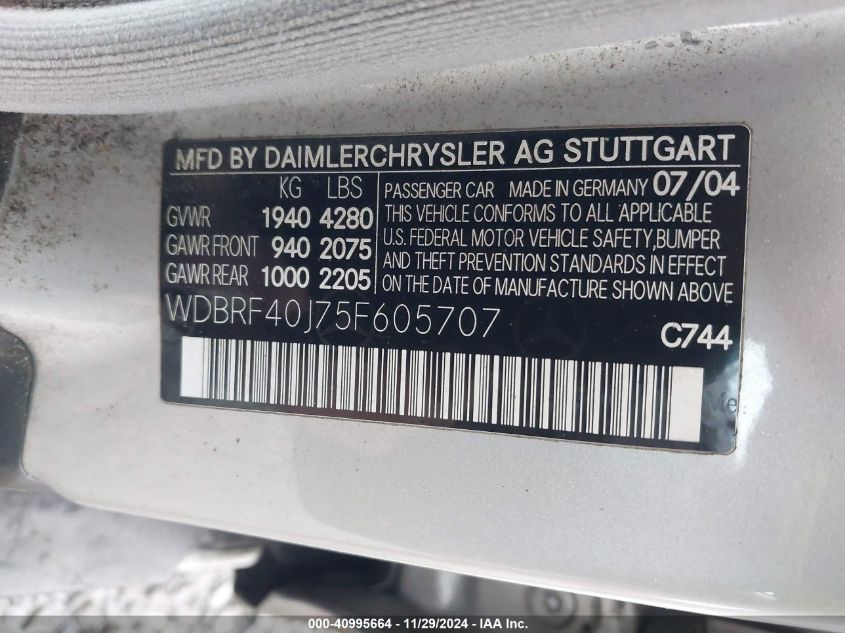 MFD BY DAIMLERCHRYSLER AG STUTTGART
KG LBS
GVWR 1940 4280
GAWR FRONT 940 2075
GAWR REAR 1000 2205
PASSENGER CAR MADE IN GERMANY 07/04
THIS VEHICLE CONFORMS TO ALL APPLICABLE
U.S. FEDERAL MOTOR VEHICLE SAFETY,BUMPER
AND THEFT PREVENTION STANDARDS IN EFFECT
ON THE DATE OF MANUFACTURE SHOWN ABOVE
WDBRF40J75F605707
C744
Me
000-40995664 - 11/29/2024 - IAA Inc.